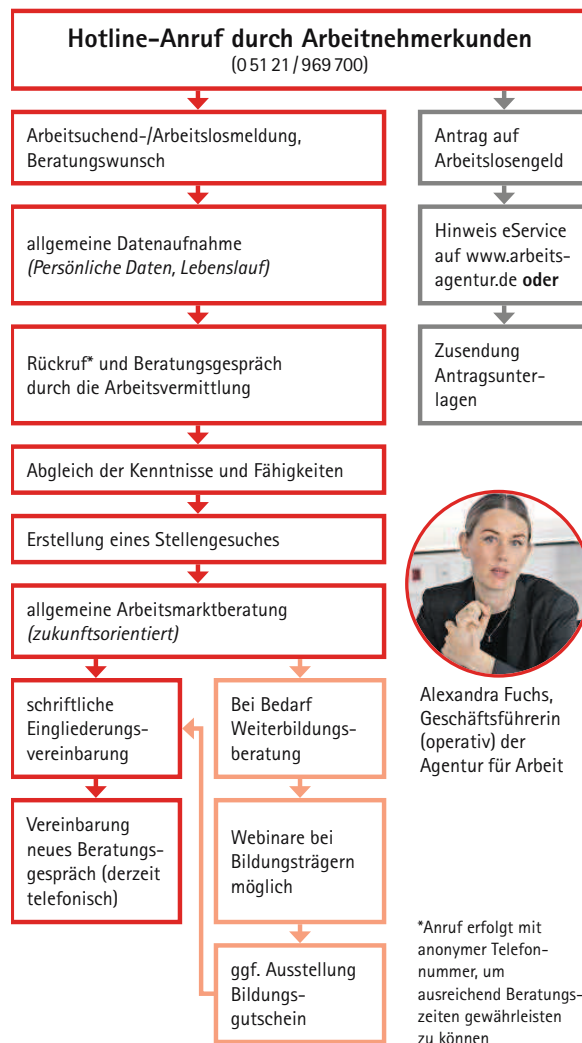 Hotline-Anruf durch Arbeitnehmerkunden
(0 51 21 / 969 700)
Arbeitsuchend-/Arbeitslosmeldung,
Beratungswunsch
allgemeine Datenaufnahme
(Persönliche Daten, Lebenslauf)
Rückruf* und Beratungsgespräch
durch die Arbeitsvermittlung
Abgleich der Kenntnisse und Fähigkeiten
Erstellung eines Stellengesuches
allgemeine Arbeitsmarktberatung
(zukunftsorientiert)
schriftliche
Eingliederungs-
vereinbarung
Vereinbarung
neues Beratungs-
gespräch (derzeit
telefonisch)
Bei Bedarf
Weiterbildungs-
beratung
Webinare bei
Bildungsträgern
möglich
ggf. Ausstellung
Bildungs-
gutschein
Antrag auf
Arbeitslosengeld
Hinweis eService
auf www.arbeits-
agentur.de oder
Zusendung
Antragsunter-
lagen
Alexandra Fuchs,
Geschäftsführerin
(operativ) der
Agentur für Arbeit
*Anruf erfolgt mit
anonymer Telefon-
nummer, um
ausreichend Beratungs-
zeiten gewährleisten
zu können